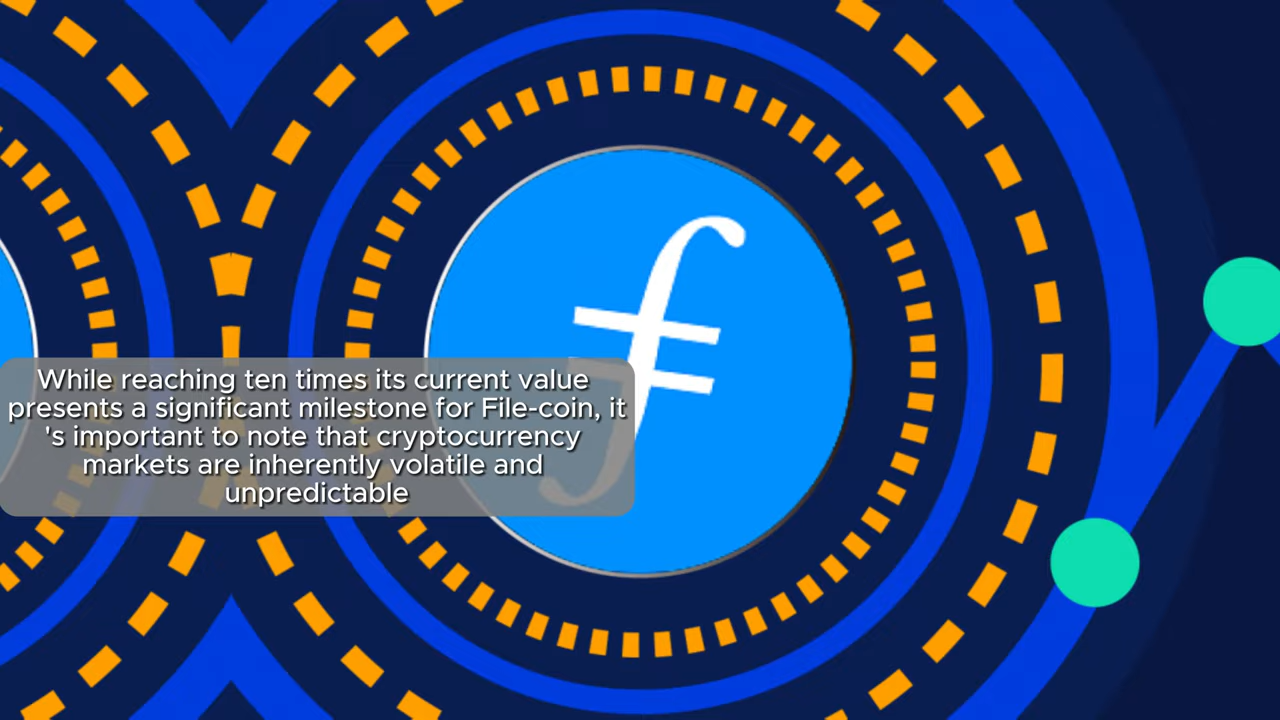 While reaching ten times its current value
presents a significant milestone for File-coin, it
's important to note that cryptocurrency
markets are inherently volatile and
unpredictable